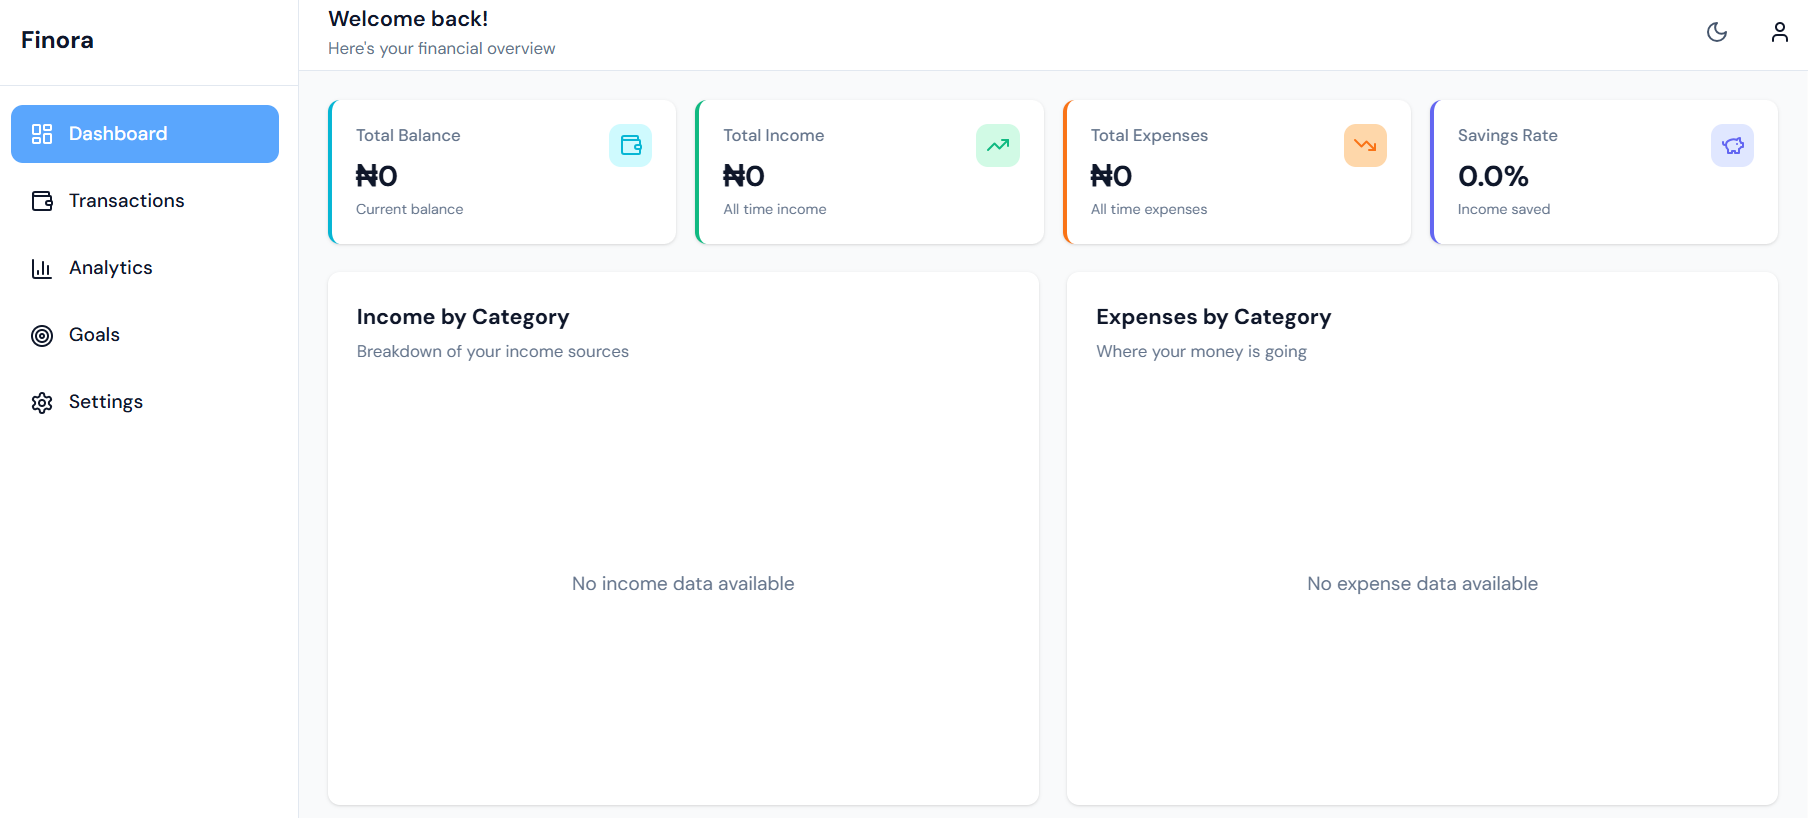 Finora
Dashboard
Transactions
Analytics
Goals
Settings
Welcome back!
Here's your financial overview
Total Balance
₦0
Current balance
Total Income
₦0
All time income
Total Expenses
₦0
All time expenses
Savings Rate
0.0%
Income saved
Income by Category
Breakdown of your income sources
No income data available
Expenses by Category
Where your money is going
No expense data available